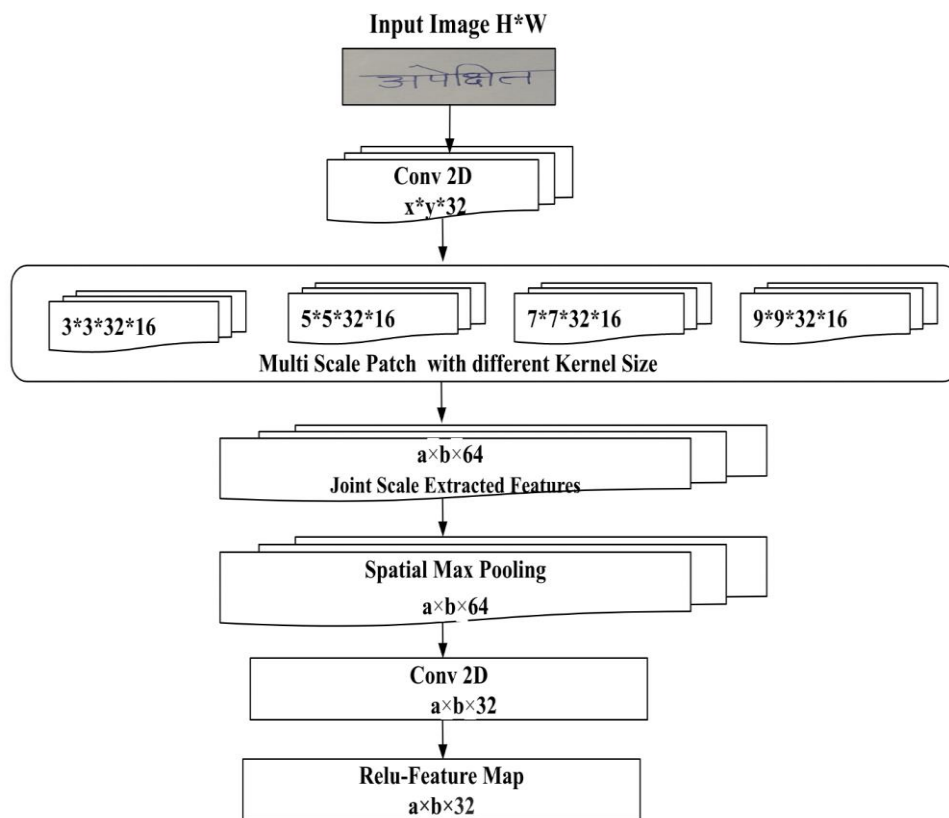 Input Image H*W
अपेक्षित
Conv 2D
x*y*32
3*3*32*16
5*5*32*16
7*7*32*16
9*9*32*16
Multi Scale Patch with different Kernel Size
a×b×64
Joint Scale Extracted Features
Spatial Max Pooling
a×b×64
Conv 2D
a×b×32
Relu-Feature Map
a×b×32